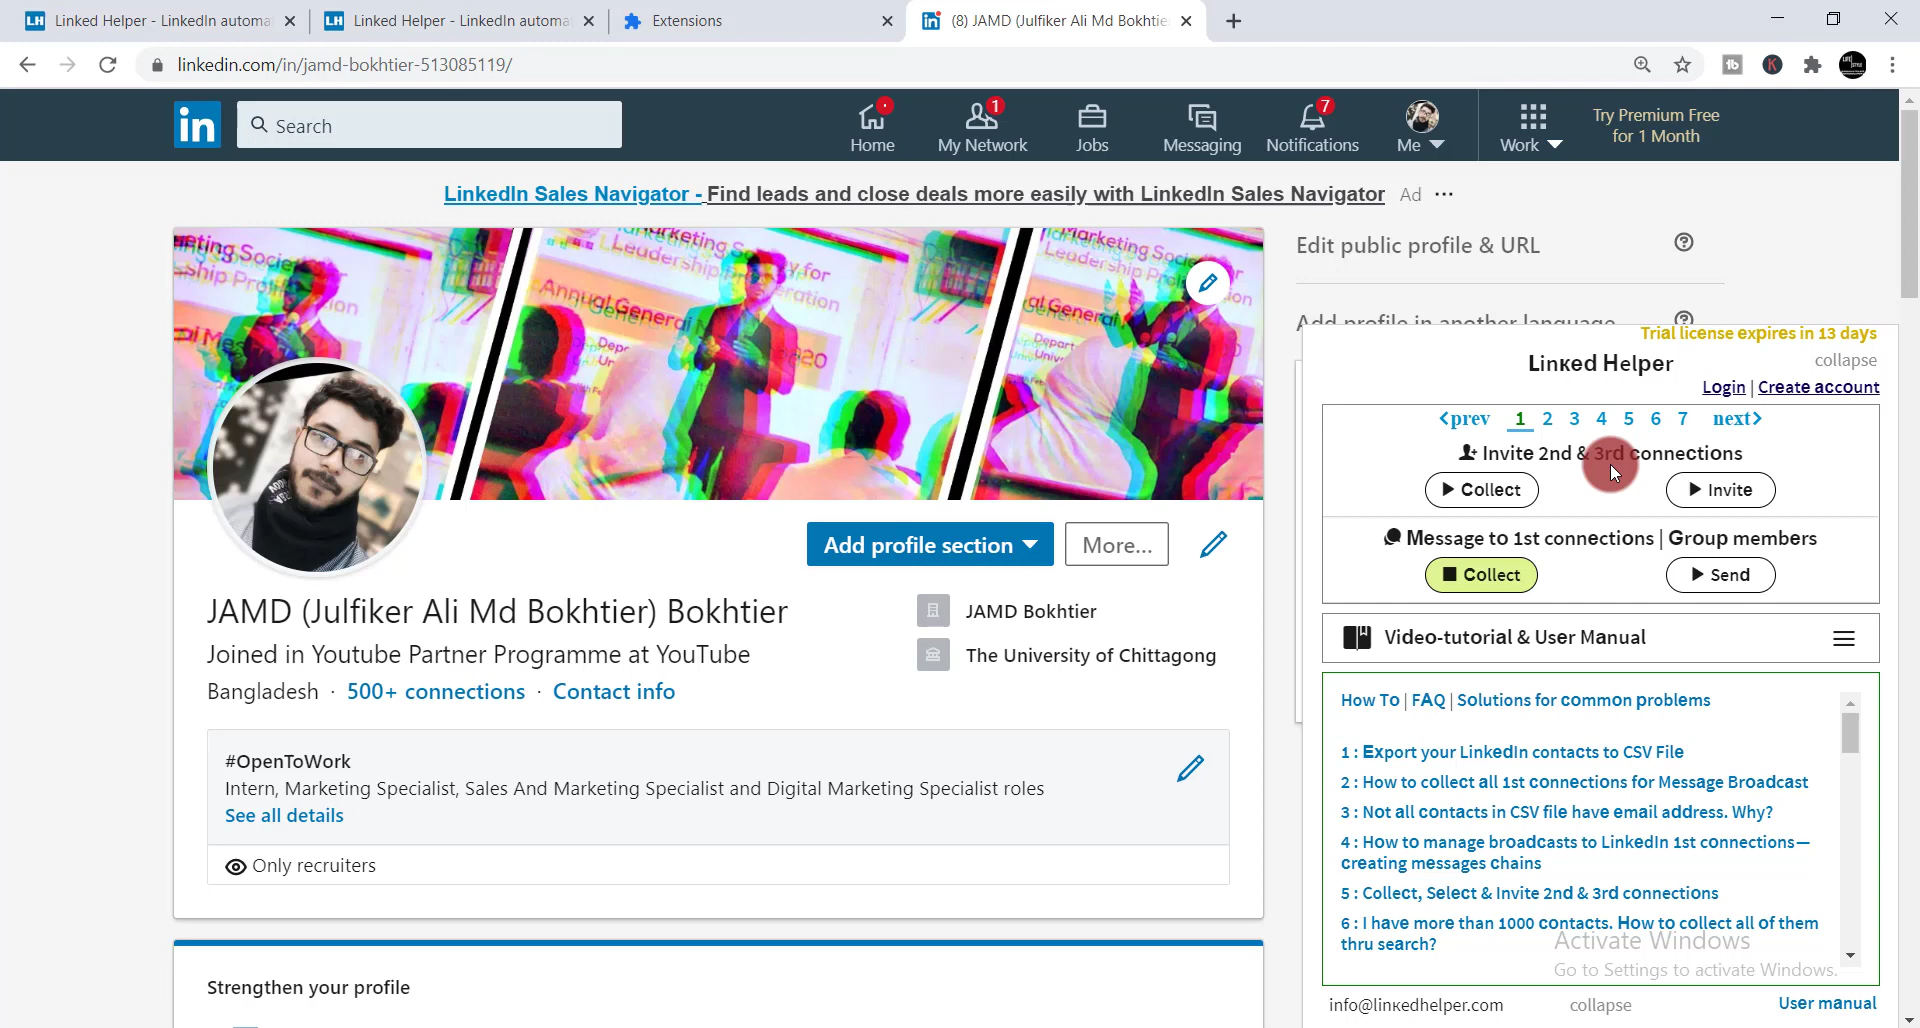 LH Linked Helper - LinkedIn automa
LH Linked Helper - LinkedIn automa
Extensions
in (8) JAMD (Julfiker Ali Md Bokhtie
linkedin.com/in/jamd-bokhtier-513085119/
in
Search
Home
1
My Network
Jobs
Messaging
7
Notifications
Me
Work
Try Premium Free
for 1 Month
LinkedIn Sales Navigator - Find leads and close deals more easily with LinkedIn Sales Navigator Ad ...
Edit public profile & URL
Add profile in another language
Trial license expires in 13 days
Linкed Helper
collapse
Login | Create account
<prev 1 2 3 4 5 6 7 next>
Invite 2nd & 3rd connections
Collect
Invite
Message to 1st connections | Group members
Collect
Send
Video-tutorial & User Manual
How To | FAQ | Solutions for common problems
1 : Export your LinkedIn contacts to CSV File
2 : How to collect all 1st connections for Message Broadcast
3 : Not all contacts in CSV file have email address. Why?
4 : How to manage broadcasts to LinkedIn 1st connections—
creating messages chains
5 : Collect, Select & Invite 2nd & 3rd connections
6 : I have more than 1000 contacts. How to collect all of them
thru search?
Activate Windows
Go to Settings to activate Windows.
info@linкedhelper.com
collapse
User manual
Add profile section
More...
JAMD (Julfiker Ali Md Bokhtier) Bokhtier
Joined in Youtube Partner Programme at YouTube
Bangladesh · 500+ connections · Contact info
JAMD Bokhtier
The University of Chittagong
#OpenToWork
Intern, Marketing Specialist, Sales And Marketing Specialist and Digital Marketing Specialist roles
See all details
Only recruiters
Strengthen your profile